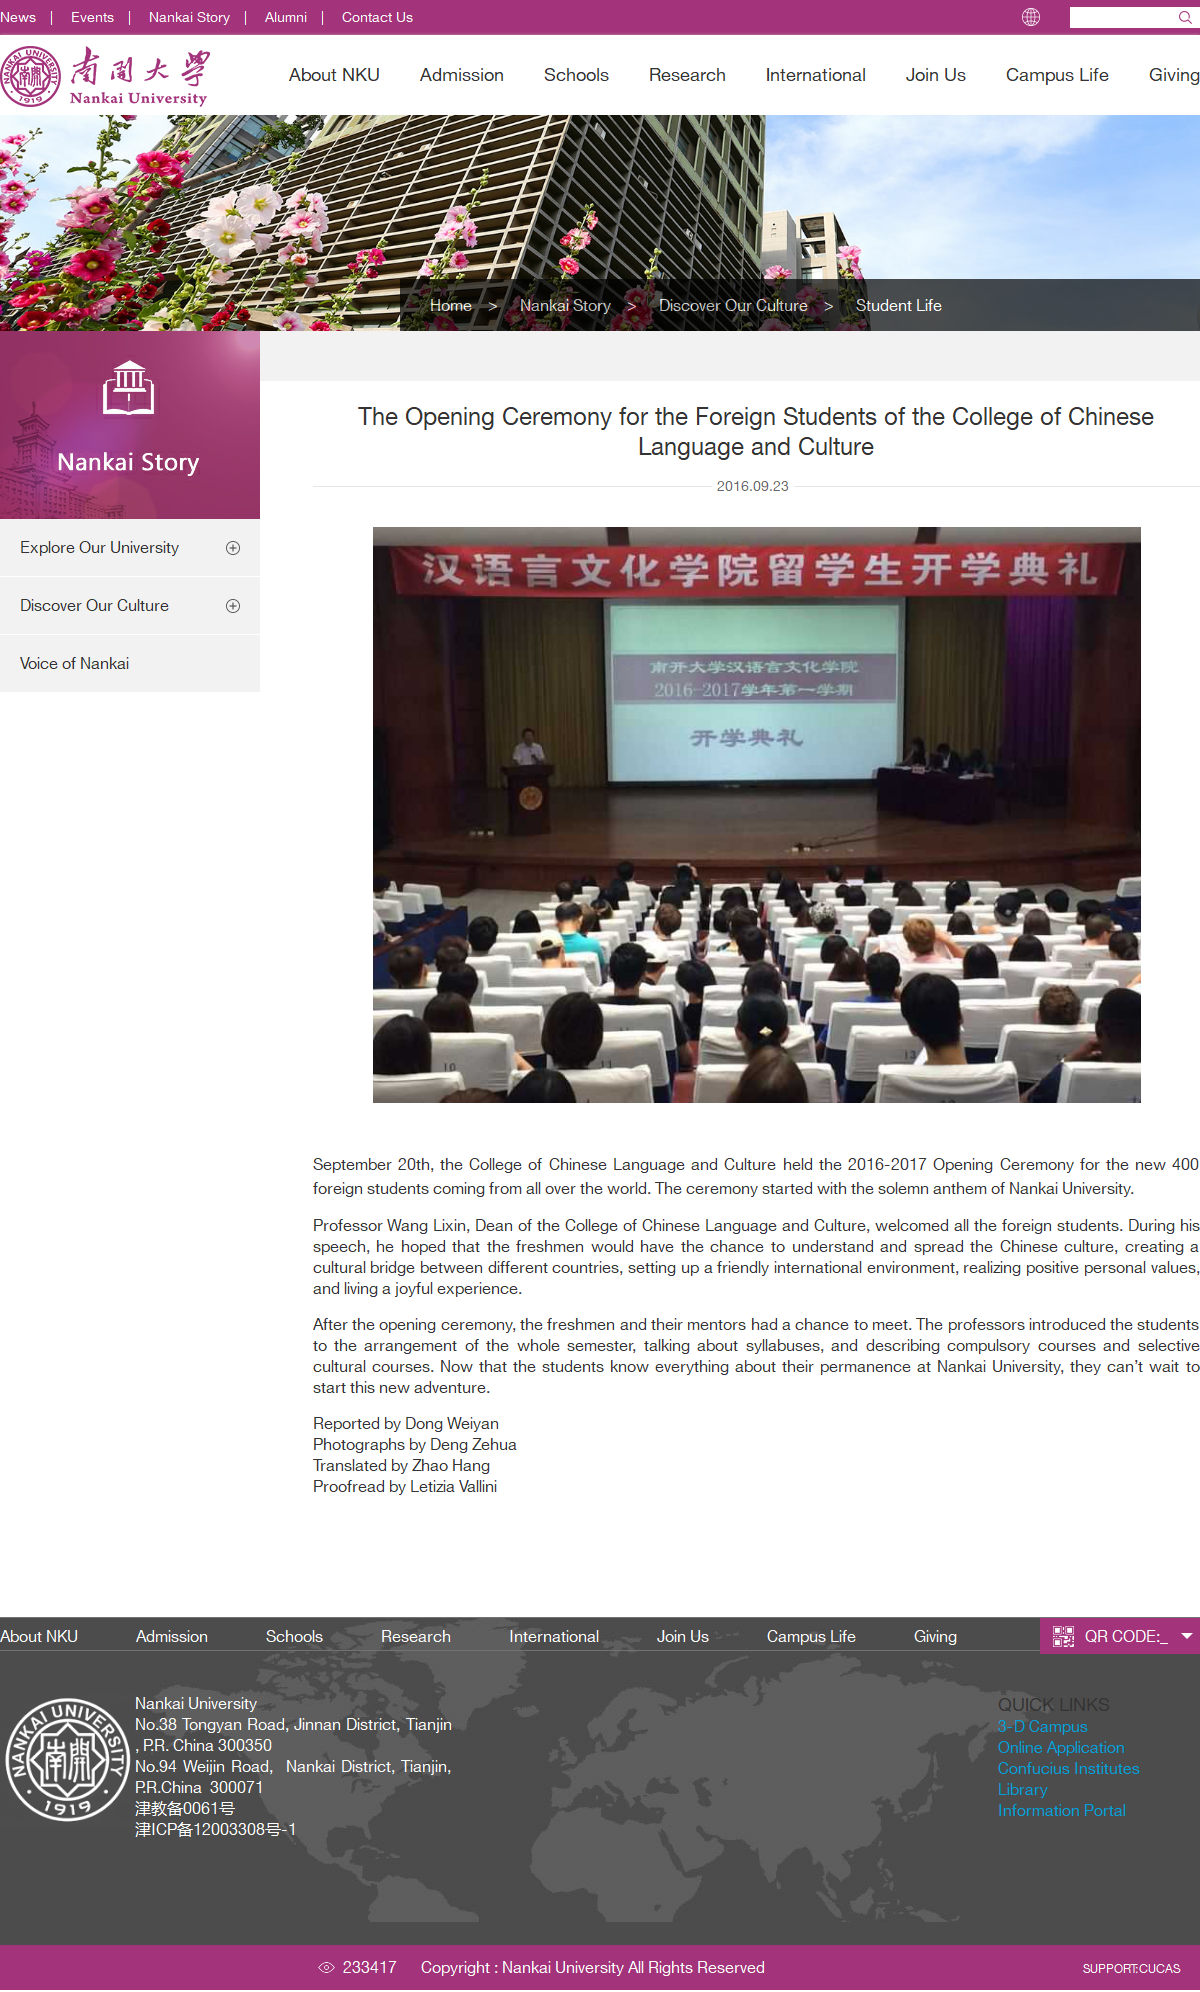 News | Events | Nankai Story | Alumni | Contact Us
NANKAI UNIVERSITY
1919
南開大學
Nankai University
About NKU Admission Schools Research International Join Us Campus Life Giving
Home > Nankai Story > Discover Our Culture > Student Life
Nankai Story
Explore Our University
Discover Our Culture
Voice of Nankai
The Opening Ceremony for the Foreign Students of the College of Chinese
Language and Culture
2016.09.23
汉语言文化学院留学生开学典礼
南开大学汉语言文化学院
2016-2017学年第一学期
开学典礼
September 20th, the College of Chinese Language and Culture held the 2016-2017 Opening Ceremony for the new 400
foreign students coming from all over the world. The ceremony started with the solemn anthem of Nankai University.
Professor Wang Lixin, Dean of the College of Chinese Language and Culture, welcomed all the foreign students. During his
speech, he hoped that the freshmen would have the chance to understand and spread the Chinese culture, creating a
cultural bridge between different countries, setting up a friendly international environment, realizing positive personal values,
and living a joyful experience.
After the opening ceremony, the freshmen and their mentors had a chance to meet. The professors introduced the students
to the arrangement of the whole semester, talking about syllabuses, and describing compulsory courses and selective
cultural courses. Now that the students know everything about their permanence at Nankai University, they can’t wait to
start this new adventure.
Reported by Dong Weiyan
Photographs by Deng Zehua
Translated by Zhao Hang
Proofread by Letizia Vallini
About NKU Admission Schools Research International Join Us Campus Life Giving QR CODE:_
NANKAI UNIVERSITY
南開
1919
Nankai University
No.38 Tongyan Road, Jinnan District, Tianjin
, P.R. China 300350
No.94 Weijin Road, Nankai District, Tianjin,
P.R.China 300071
津教备0061号
津ICP备12003308号-1
QUICK LINKS
3-D Campus
Online Application
Confucius Institutes
Library
Information Portal
233417 Copyright : Nankai University All Rights Reserved
SUPPORT:CUCAS